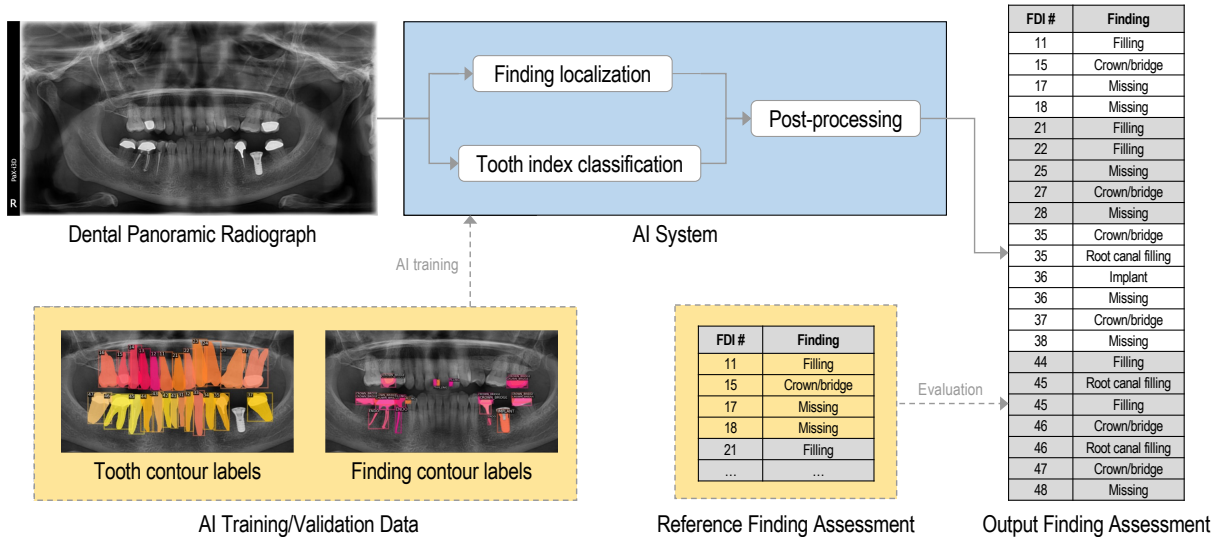 PaX-i3D
R
Dental Panoramic Radiograph
Finding localization
Tooth index classification
Post-processing
AI System
AI training
Tooth contour labels
Finding contour labels
AI Training/Validation Data
FDI # Finding
11 Filling
15 Crown/bridge
17 Missing
18 Missing
21 Filling
… …
Reference Finding Assessment
Evaluation
FDI # Finding
11 Filling
15 Crown/bridge
17 Missing
18 Missing
21 Filling
22 Filling
25 Missing
27 Crown/bridge
28 Missing
35 Crown/bridge
35 Root canal filling
36 Implant
36 Missing
37 Crown/bridge
38 Missing
44 Filling
45 Root canal filling
45 Filling
46 Crown/bridge
46 Root canal filling
47 Crown/bridge
48 Missing
Output Finding Assessment